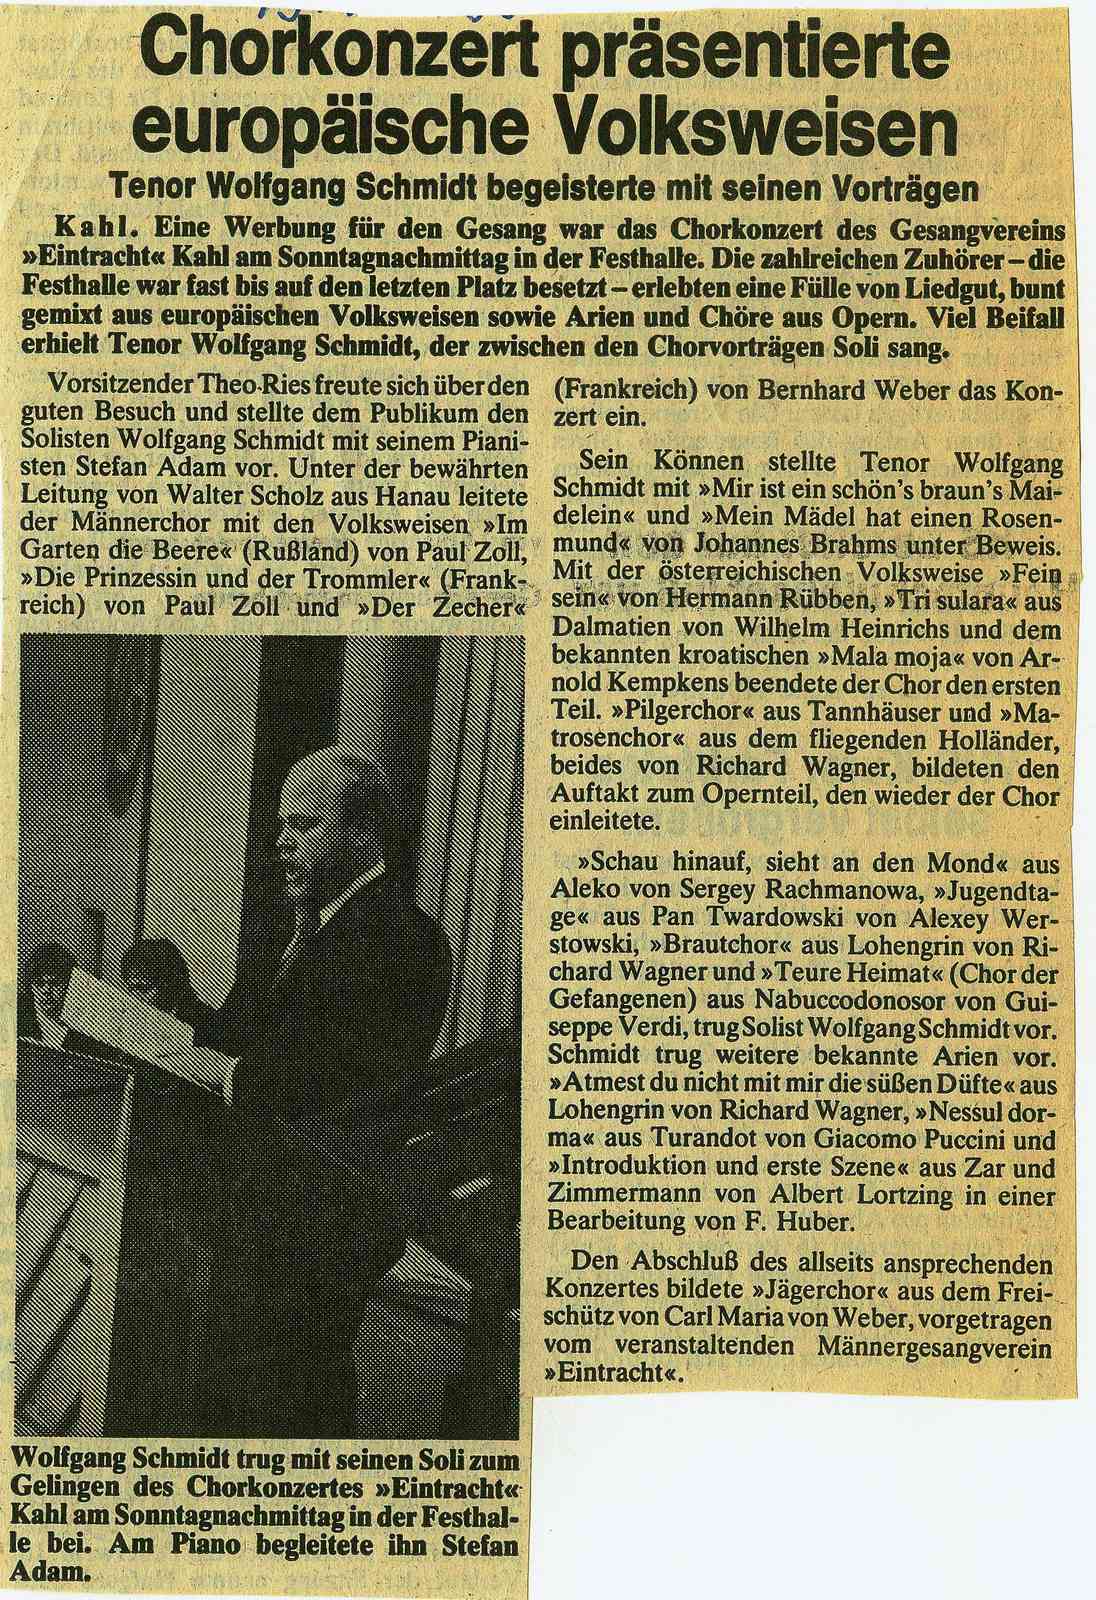 Chorkonzert präsentierte
europäische Volksweisen
Tenor Wolfgang Schmidt begeisterte mit seinen Vorträgen
Kahl. Eine Werbung für den Gesang war das Chorkonzert des Gesangvereins
»Eintracht« Kahl am Sonntagnachmittag in der Festhalle. Die zahlreichen Zuhörer – die
Festhalle war fast bis auf den letzten Platz besetzt – erlebten eine Fülle von Liedgut, bunt
gemixt aus europäischen Volksweisen sowie Arien und Chöre aus Opern. Viel Beifall
erhielt Tenor Wolfgang Schmidt, der zwischen den Chorvorträgen Soli sang.
Vorsitzender Theo Ries freute sich über den
guten Besuch und stellte dem Publikum den
Solisten Wolfgang Schmidt mit seinem Piani-
sten Stefan Adam vor. Unter der bewährten
Leitung von Walter Scholz aus Hanau leitete
der Männerchor mit den Volksweisen »Im
Garten die Beere« (Rußland) von Paul Zoll,
»Die Prinzessin und der Trommler« (Frank-
reich) von Paul Zoll und »Der Zecher«
(Frankreich) von Bernhard Weber das Kon-
zert ein.
Sein Können stellte Tenor Wolfgang
Schmidt mit »Mir ist ein schön's braun's Mai-
delein« und »Mein Mädel hat einen Rosen-
mund« von Johannes Brahms unter Beweis.
Mit der österreichischen Volksweise »Fein
sein« von Hermann Rübben, »Tri sulara« aus
Dalmatien von Wilhelm Heinrichs und dem
bekannten kroatischen »Mala moja« von Ar-
nold Kempkens beendete der Chor den ersten
Teil. »Pilgerchor« aus Tannhäuser und »Ma-
trosenchor« aus dem fliegenden Holländer,
beides von Richard Wagner, bildeten den
Auftakt zum Opernteil, den wieder der Chor
einleitete.
»Schau hinauf, sieht an den Mond« aus
Aleko von Sergey Rachmanowa, »Jugendta-
ge« aus Pan Twardowski von Alexey Wer-
stowski, »Brautchor« aus Lohengrin von Ri-
chard Wagner und »Teure Heimat« (Chor der
Gefangenen) aus Nabuccodonosor von Gui-
seppe Verdi, trug Solist Wolfgang Schmidt vor.
Schmidt trug weitere bekannte Arien vor.
»Atmest du nicht mit mir die süßen Düfte« aus
Lohengrin von Richard Wagner, »Nessul dor-
ma« aus Turandot von Giacomo Puccini und
»Introduktion und erste Szene« aus Zar und
Zimmermann von Albert Lortzing in einer
Bearbeitung von F. Huber.
Den Abschluß des allseits ansprechenden
Konzertes bildete »Jägerchor« aus dem Frei-
schütz von Carl Maria von Weber, vorgetragen
vom veranstaltenden Männergesangverein
»Eintracht«.
Wolfgang Schmidt trug mit seinen Soli zum
Gelingen des Chorkonzertes »Eintracht«
Kahl am Sonntagnachmittag in der Festhal-
le bei. Am Piano begleitete ihn Stefan
Adam.